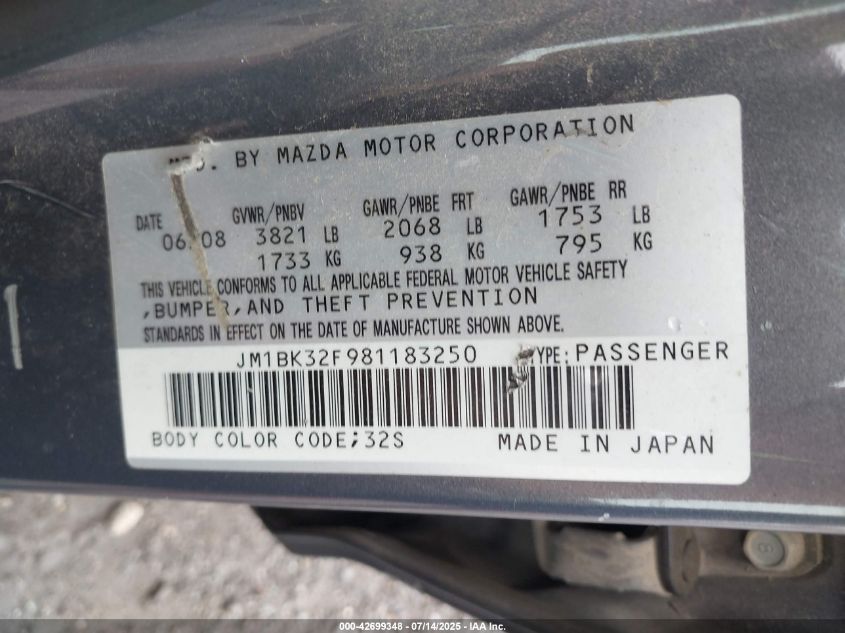 BY MAZDA MOTOR CORPORATION
DATE GVWR/PNBV GAWR/PNBE FRT GAWR/PNBE RR
06/08 3821 LB 2068 LB 1753 LB
1733 KG 938 KG 795 KG
THIS VEHICLE CONFORMS TO ALL APPLICABLE FEDERAL MOTOR VEHICLE SAFETY
,BUMPER,AND THEFT PREVENTION
STANDARDS IN EFFECT ON THE DATE OF MANUFACTURE SHOWN ABOVE.
JM1BK32F981183250 TYPE:PASSENGER
BODY COLOR CODE;32S MADE IN JAPAN
8
000-42699348 - 07/14/2025 - IAA Inc.